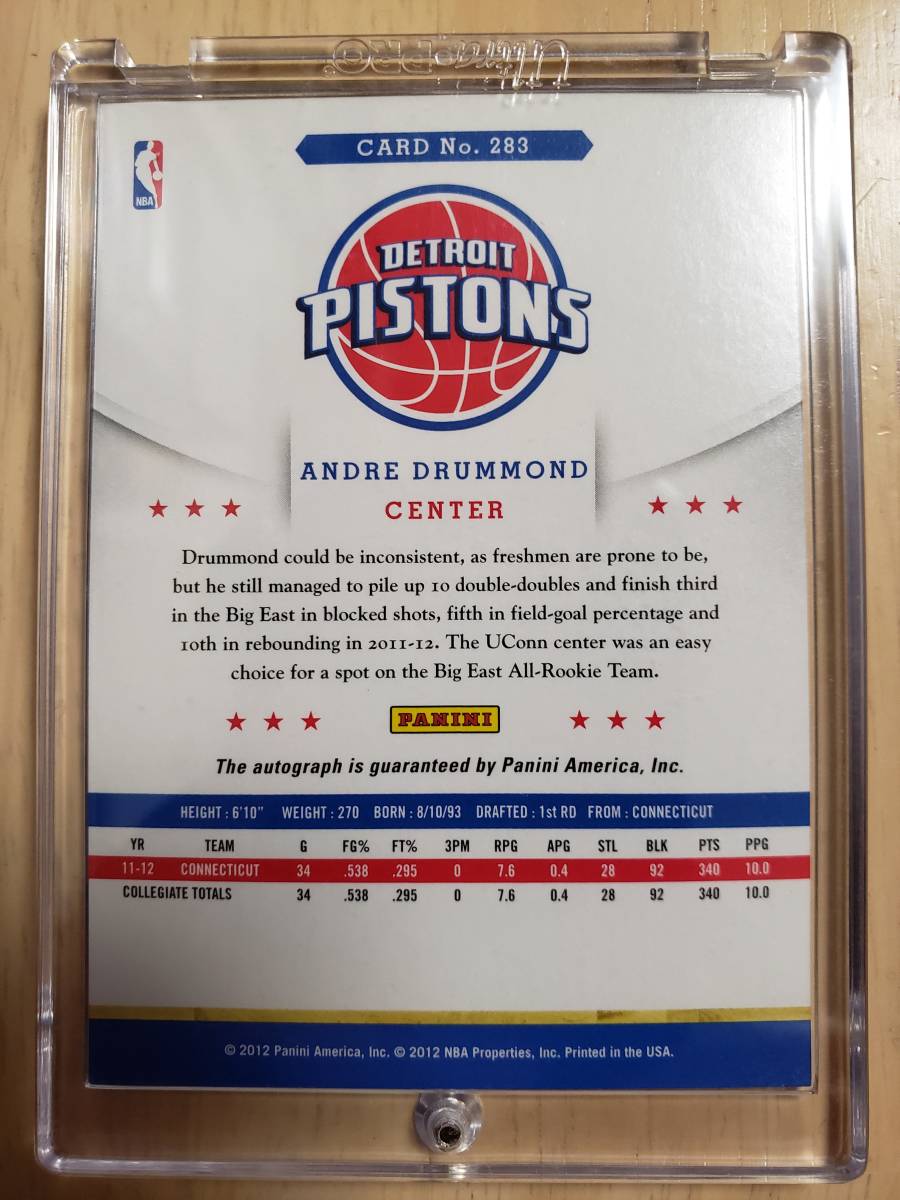 Ultra PRO®
CARD No. 283
NBA
DETROIT
PISTONS
ANDRE DRUMMOND
CENTER
Drummond could be inconsistent, as freshmen are prone to be,
but he still managed to pile up 10 double-doubles and finish third
in the Big East in blocked shots, fifth in field-goal percentage and
10th in rebounding in 2011-12. The UConn center was an easy
choice for a spot on the Big East All-Rookie Team.
PANINI
The autograph is guaranteed by Panini America, Inc.
HEIGHT : 6'10" WEIGHT : 270 BORN : 8/10/93 DRAFTED : 1st RD FROM : CONNECTICUT
YR TEAM G FG% FT% 3PM RPG APG STL BLK PTS PPG
11-12 CONNECTICUT 34 .538 .295 0 7.6 0.4 28 92 340 10.0
COLLEGIATE TOTALS 34 .538 .295 0 7.6 0.4 28 92 340 10.0
© 2012 Panini America, Inc. © 2012 NBA Properties, Inc. Printed in the USA.